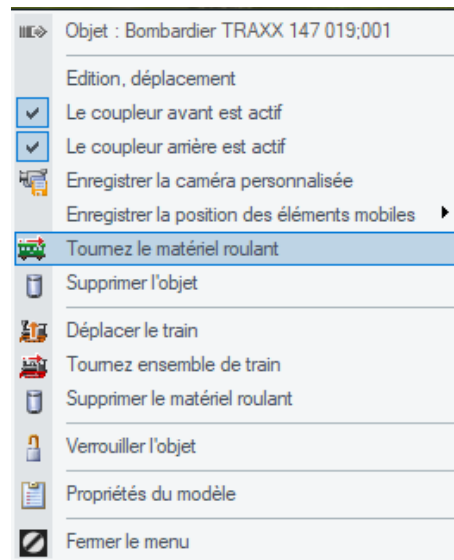 Objet : Bombardier TRAXX 147 019;001
Edition, déplacement
Le coupleur avant est actif
Le coupleur arrière est actif
Enregistrer la caméra personnalisée
Enregistrer la position des éléments mobiles
Tournez le matériel roulant
Supprimer l'objet
Déplacer le train
Tournez ensemble de train
Supprimer le matériel roulant
Verrouiller l'objet
Propriétés du modèle
Fermer le menu